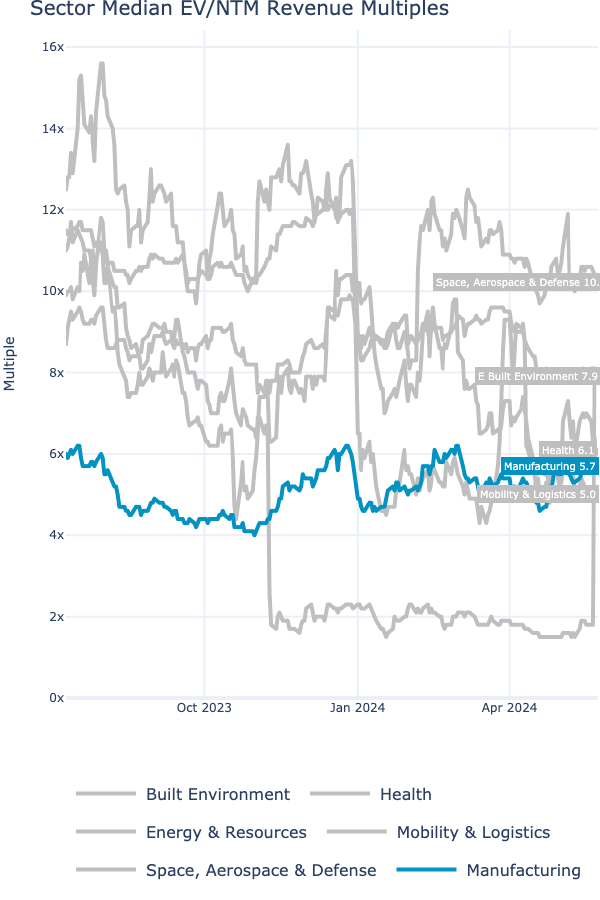 Sector Median EV/NTM Revenue Multiples
16x
14x
12x
10x
8x
6x
4x
2x
0x
Multiple
Space, Aerospace & Defense 10.
E Built Environment 7.9
Health 6.1
Manufacturing 5.7
Mobility & Logistics 5.0
Oct 2023
Jan 2024
Apr 2024
Built Environment
Health
Energy & Resources
Mobility & Logistics
Space, Aerospace & Defense
Manufacturing